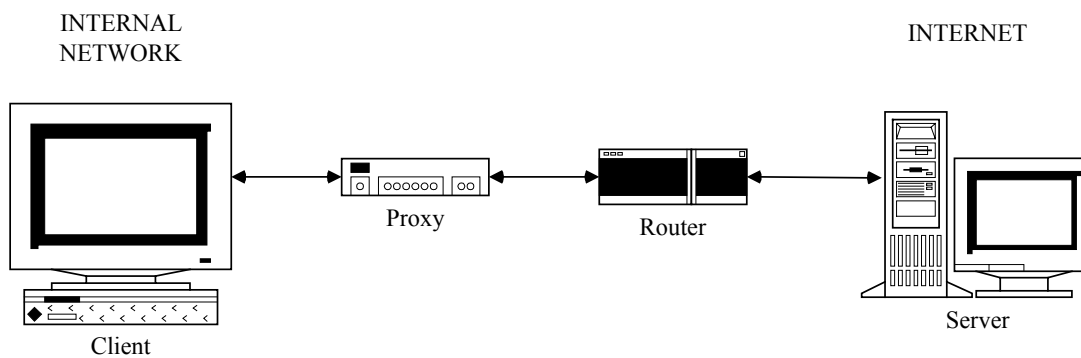 INTERNAL
NETWORK
INTERNET
Proxy
Router
Server
Client